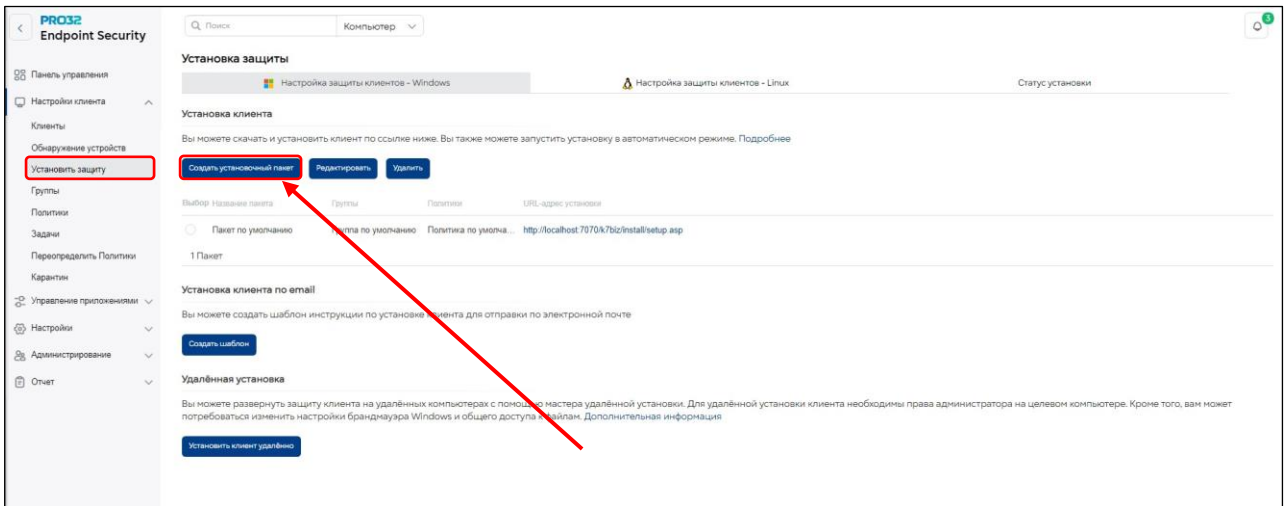 PRO32
Endpoint Security
Поиск
Компьютер
3
Панель управления
Настройки клиента
Клиенты
Обнаружение устройств
Установить защиту
Группы
Политики
Задачи
Переопределить Политики
Карантин
Управление приложениями
Настройки
Администрирование
Отчет
Установка защиты
Настройка защиты клиентов - Windows
Настройка защиты клиентов - Linux
Статус установки
Установка клиента
Вы можете скачать и установить клиент по ссылке ниже. Вы также можете запустить установку в автоматическом режиме. Подробнее
Создать установочный пакет
Редактировать
Удалить
Выбор Название пакета Группы Политики URL-адрес установки
Пакет по умолчанию Группа по умолчанию Политика по умолча... http://localhost:7070/k7biz/install/setup.asp
1 Пакет
Установка клиента по email
Вы можете создать шаблон инструкции по установке клиента для отправки по электронной почте
Создать шаблон
Удалённая установка
Вы можете развернуть защиту клиента на удалённых компьютерах с помощью мастера удалённой установки. Для удалённой установки клиента необходимы права администратора на целевом компьютере. Кроме того, вам может
потребоваться изменить настройки брандмауэра Windows и общего доступа к файлам. Дополнительная информация
Установить клиент удалённо